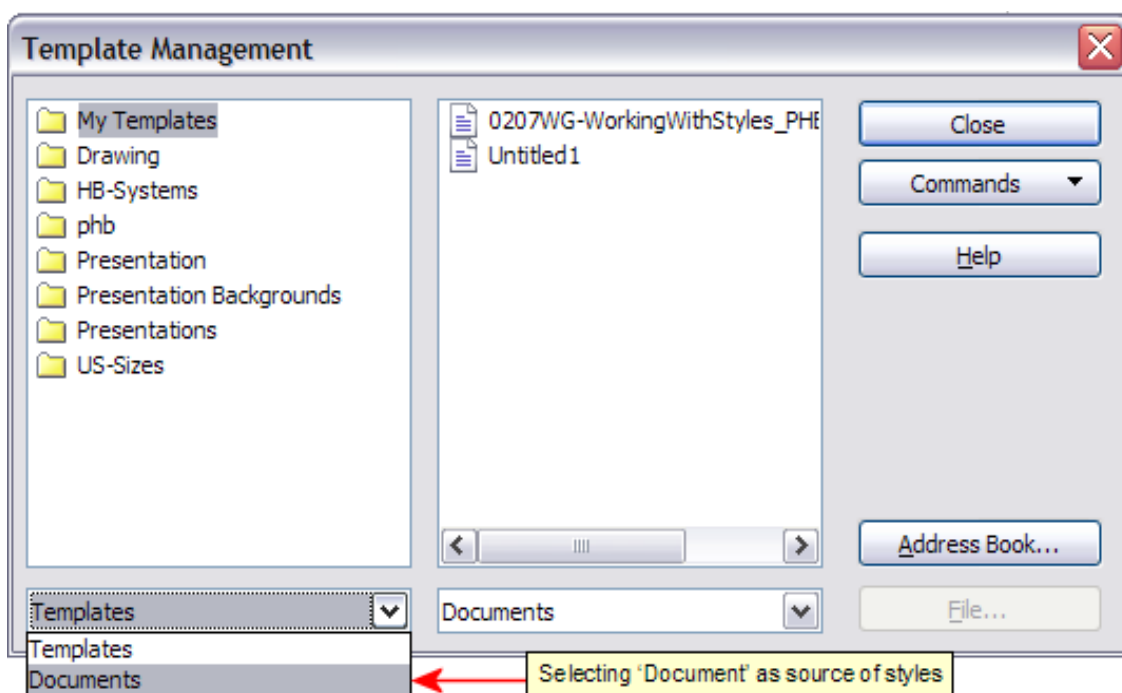 Template Management
My Templates
Drawing
HB-Systems
phb
Presentation
Presentation Backgrounds
Presentations
US-Sizes
0207WG-WorkingWithStyles_PHB
Untitled1
Close
Commands
Help
Address Book...
File...
Templates
Documents
Templates
Documents
Selecting ‘Document’ as source of styles